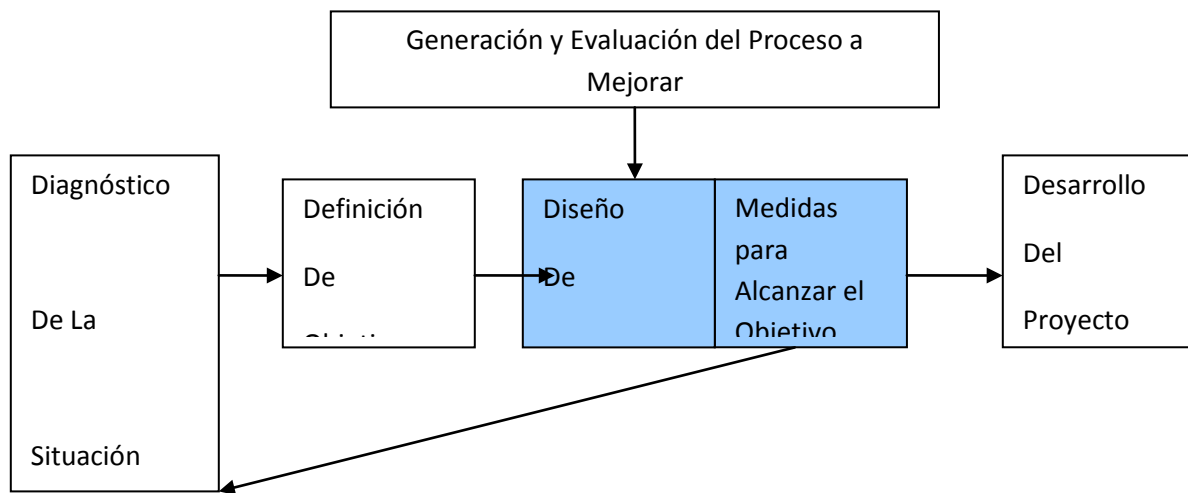 Generación y Evaluación del Proceso a
Mejorar
Diagnóstico
De La
Situación
Definición
De
Diseño
De
Medidas
para
Alcanzar el
Objetivo
Desarrollo
Del
Proyecto